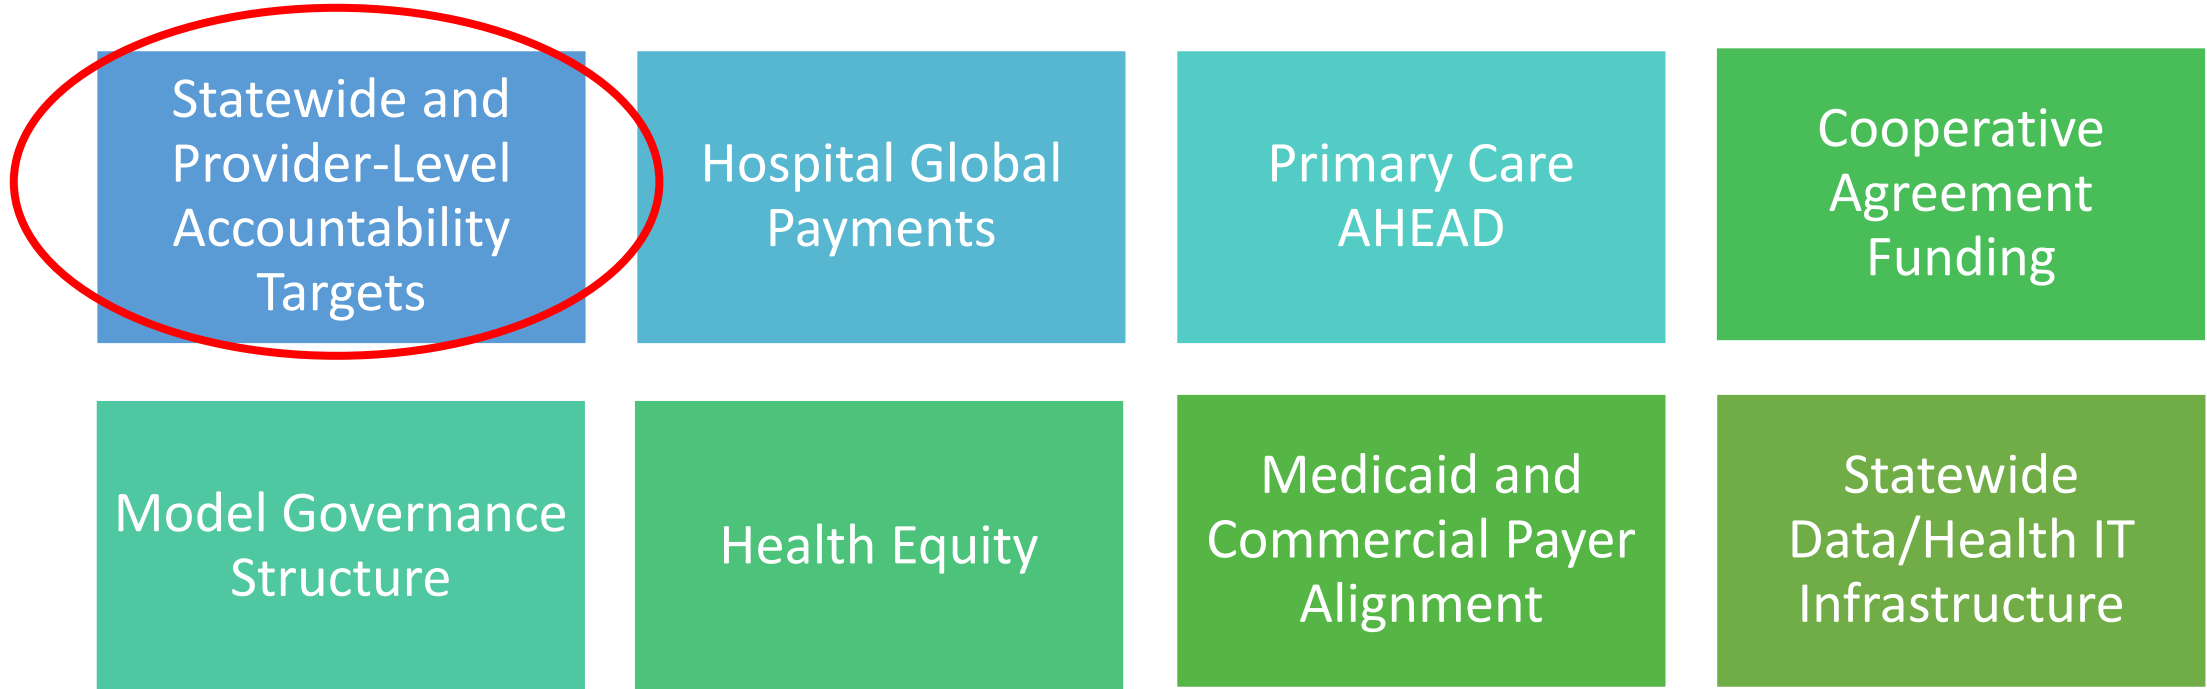 Statewide and
Provider-Level
Accountability
Targets
Hospital Global
Payments
Primary Care
AHEAD
Cooperative
Agreement
Funding
Model Governance
Structure
Health Equity
Medicaid and
Commercial Payer
Alignment
Statewide
Data/Health IT
Infrastructure